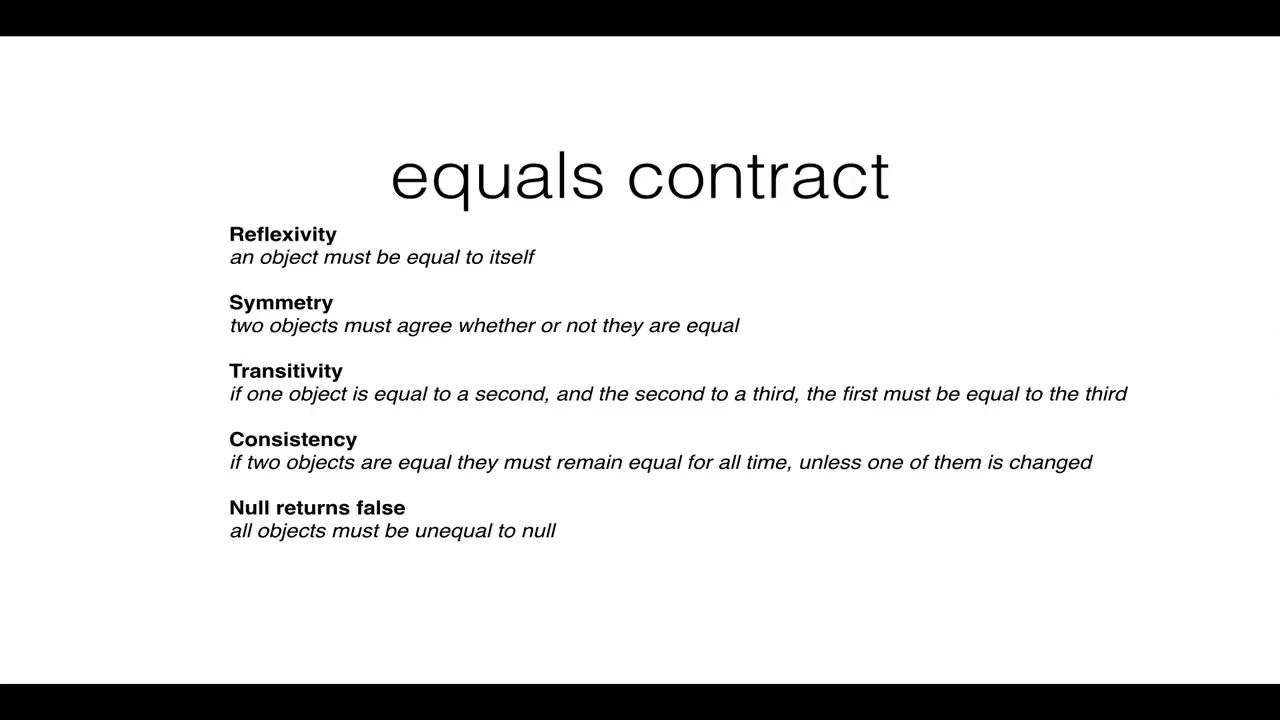 equals contract
Reflexivity
an object must be equal to itself
Symmetry
two objects must agree whether or not they are equal
Transitivity
if one object is equal to a second, and the second to a third, the first must be equal to the third
Consistency
if two objects are equal they must remain equal for all time, unless one of them is changed
Null returns false
all objects must be unequal to null